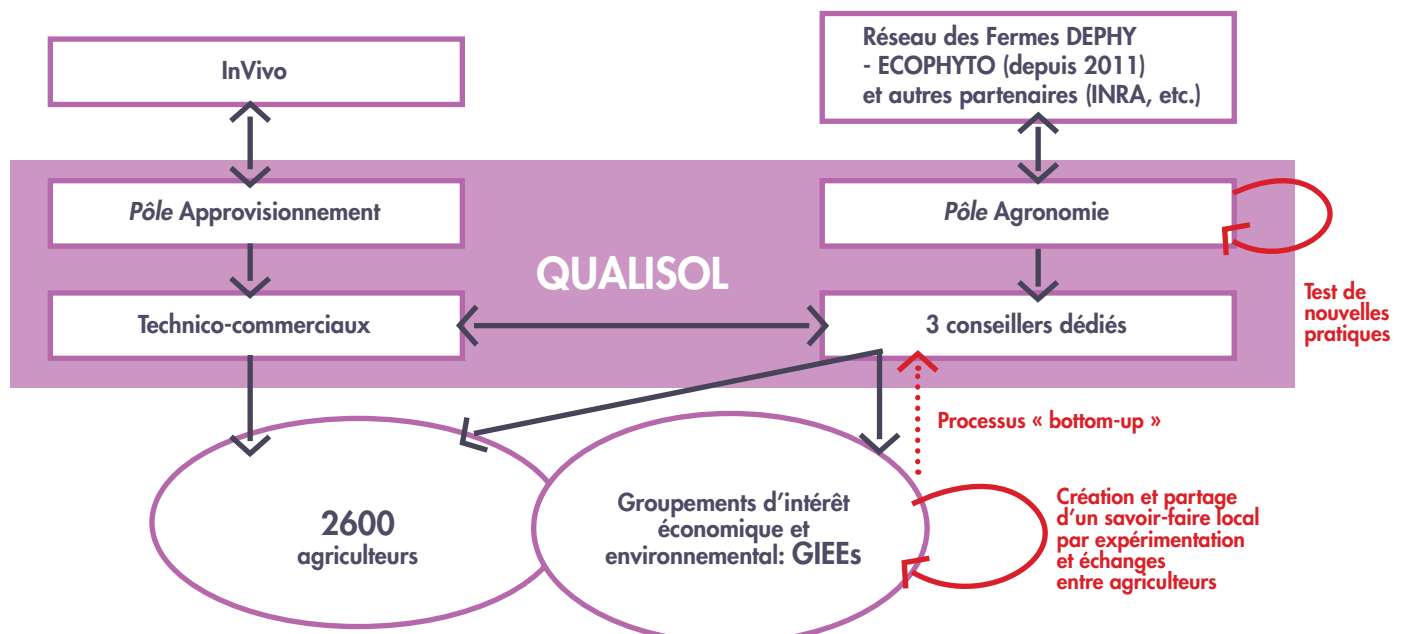 InVivo
Réseau des Fermes DEPHY
- ECOPHYTO (depuis 2011)
et autres partenaires (INRA, etc.)
Pôle Approvisionnement
Pôle Agronomie
QUALISOL
Technico-commerciaux
3 conseillers dédiés
Test de
nouvelles
pratiques
Processus « bottom-up »
2600
agriculteurs
Groupements d’intérêt
économique et
environnemental: GIEEs
Création et partage
d’un savoir-faire local
par expérimentation
et échanges
entre agriculteurs